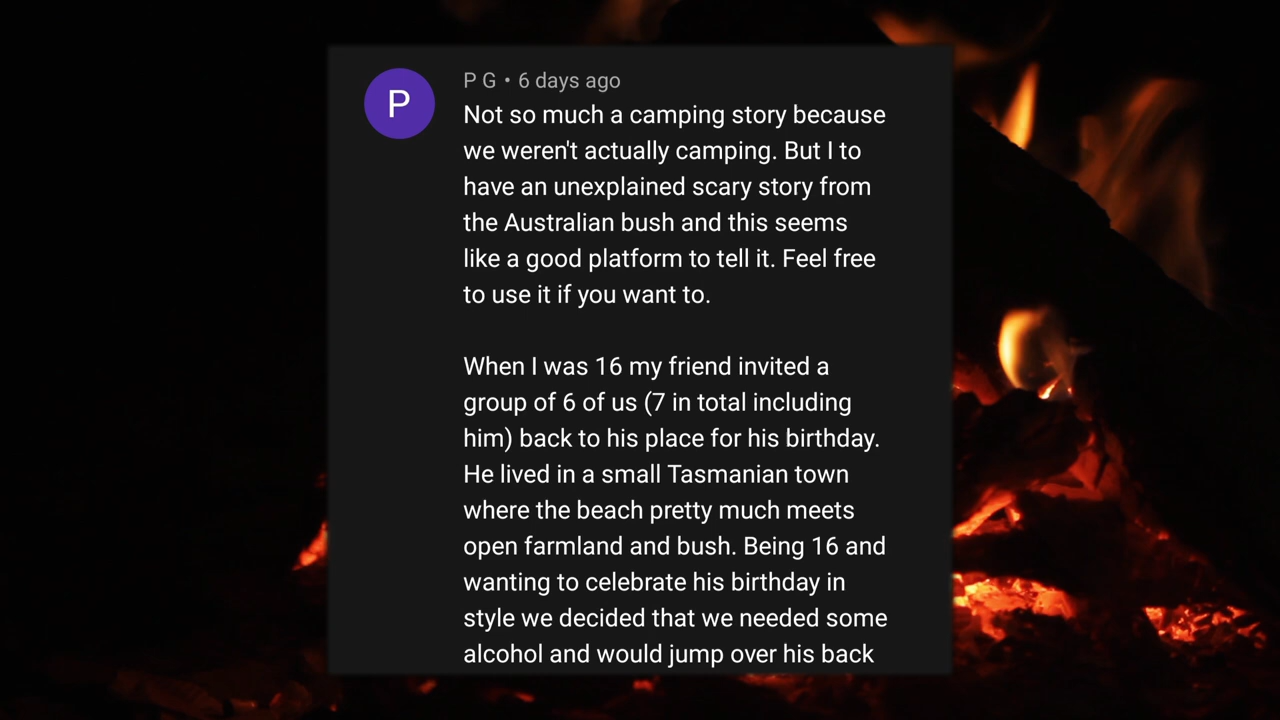 P
P G • 6 days ago
Not so much a camping story because
we weren't actually camping. But I to
have an unexplained scary story from
the Australian bush and this seems
like a good platform to tell it. Feel free
to use it if you want to.
When I was 16 my friend invited a
group of 6 of us (7 in total including
him) back to his place for his birthday.
He lived in a small Tasmanian town
where the beach pretty much meets
open farmland and bush. Being 16 and
wanting to celebrate his birthday in
style we decided that we needed some
alcohol and would jump over his back